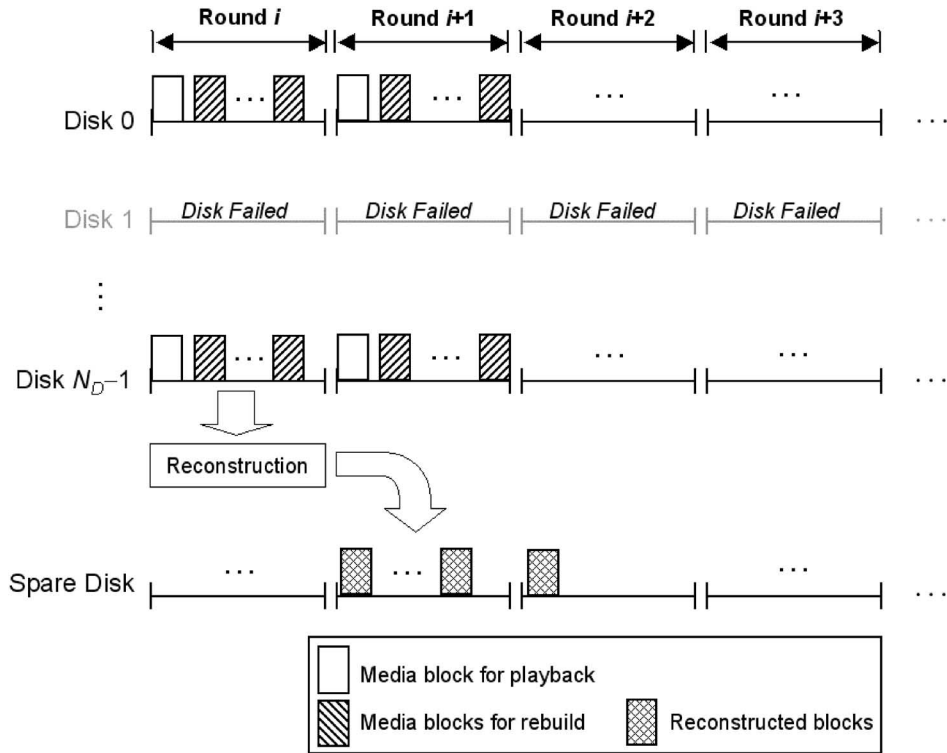 Round i Round i+1 Round i+2 Round i+3
... ... ... ...
Disk 0 ...
Disk Failed Disk Failed Disk Failed Disk Failed
Disk 1 ...
...
... ... ... ...
Disk N_D–1 ...
Reconstruction
... ... ...
Spare Disk ...
Media block for playback
Media blocks for rebuild Reconstructed blocks